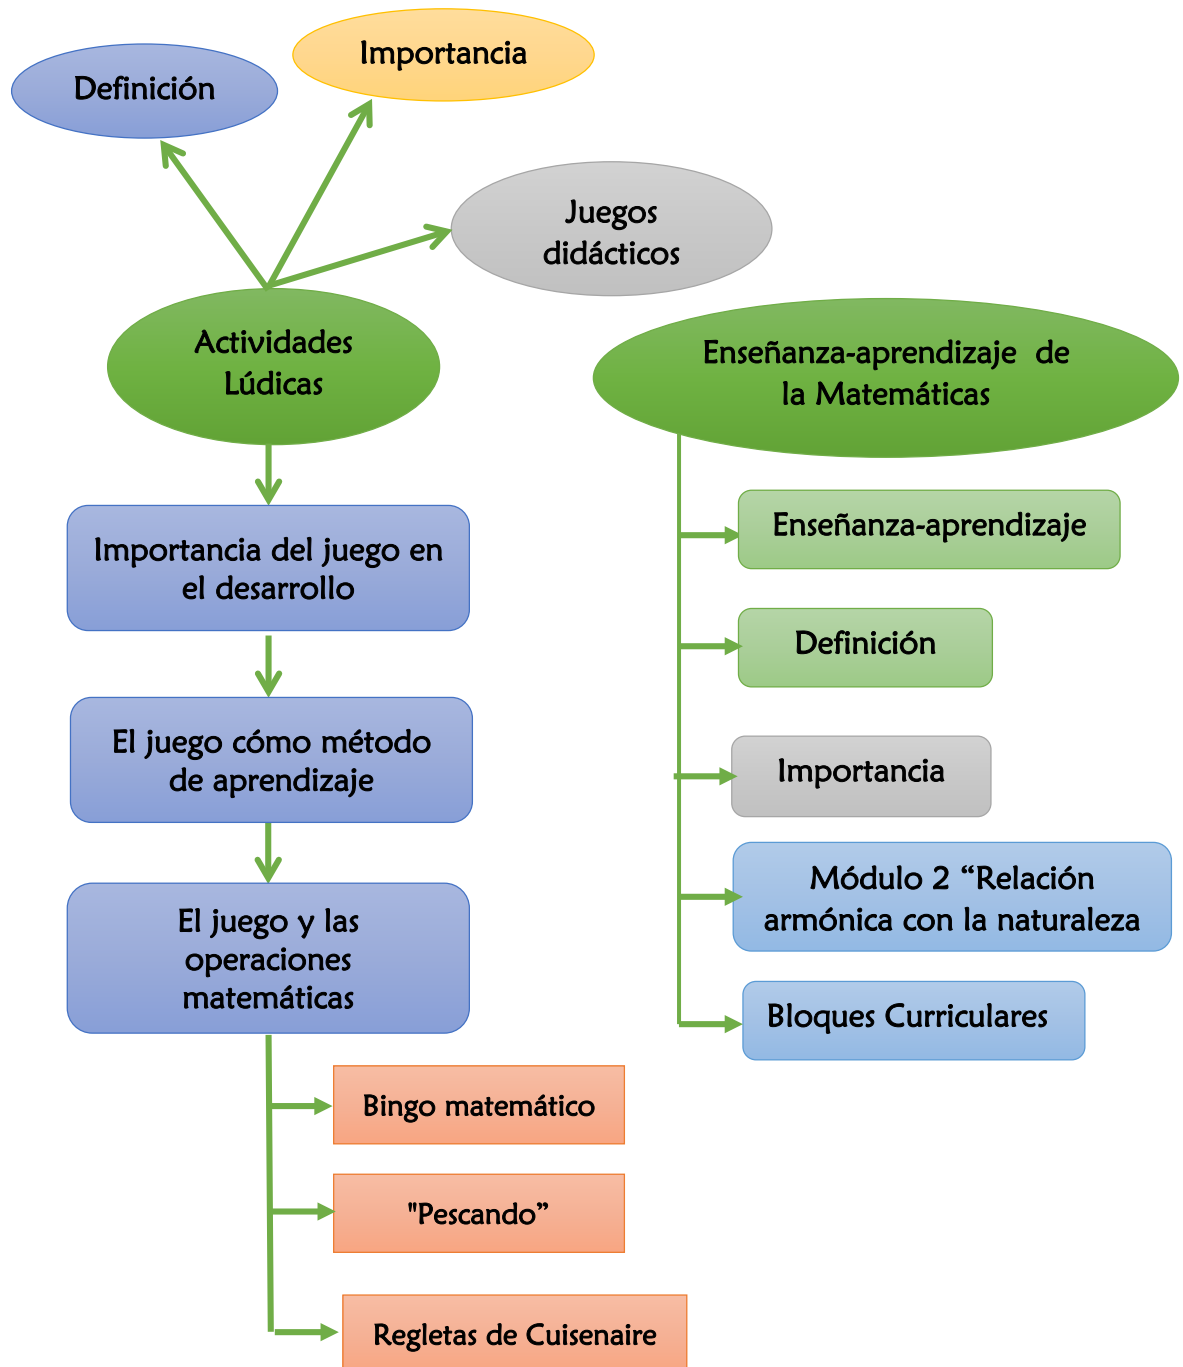 Importancia
Definición
Juegos
didácticos
Actividades
Lúdicas
Importancia del juego en
el desarrollo
El juego cómo método
de aprendizaje
El juego y las
operaciones
matemáticas
Bingo matemático
"Pescando”
Regletas de Cuisenaire
Enseñanza-aprendizaje de
la Matemáticas
Enseñanza-aprendizaje
Definición
Importancia
Módulo 2 “Relación
armónica con la naturaleza
Bloques Curriculares